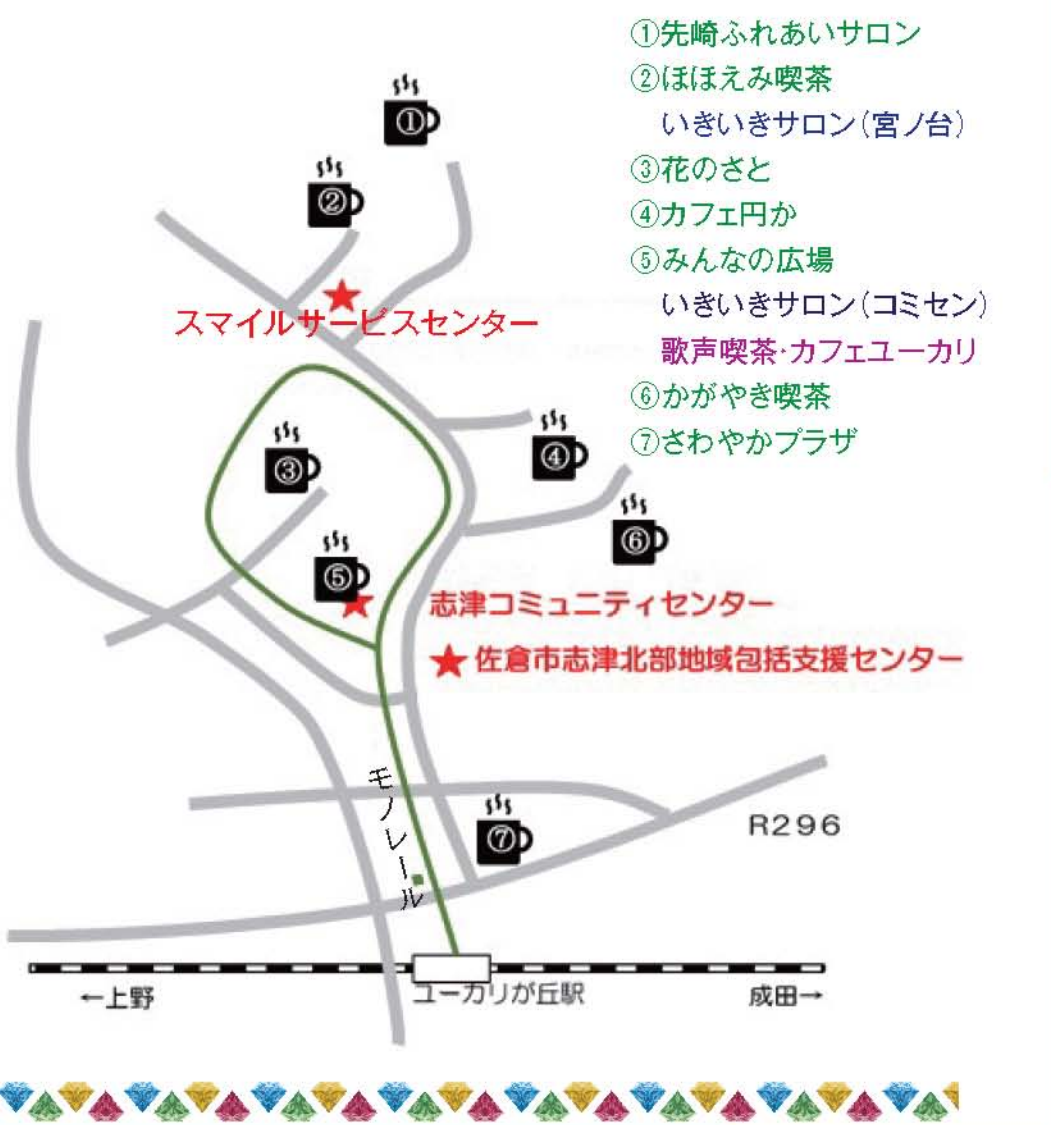 ①先崎ふれあいサロン
②ほほえみ喫茶
いきいきサロン(宮ノ台)
③花のさと
④カフェ円か
⑤みんなの広場
いきいきサロン(コミセン)
歌声喫茶・カフェユーカリ
⑥かがやき喫茶
⑦さわやかプラザ
①
②
スマイルサービスセンター
③
④
⑥
⑤
志津コミュニティセンター
佐倉市志津北部地域包括支援センター
モノレール
⑦
R296
←上野
ユーカリが丘駅
成田→